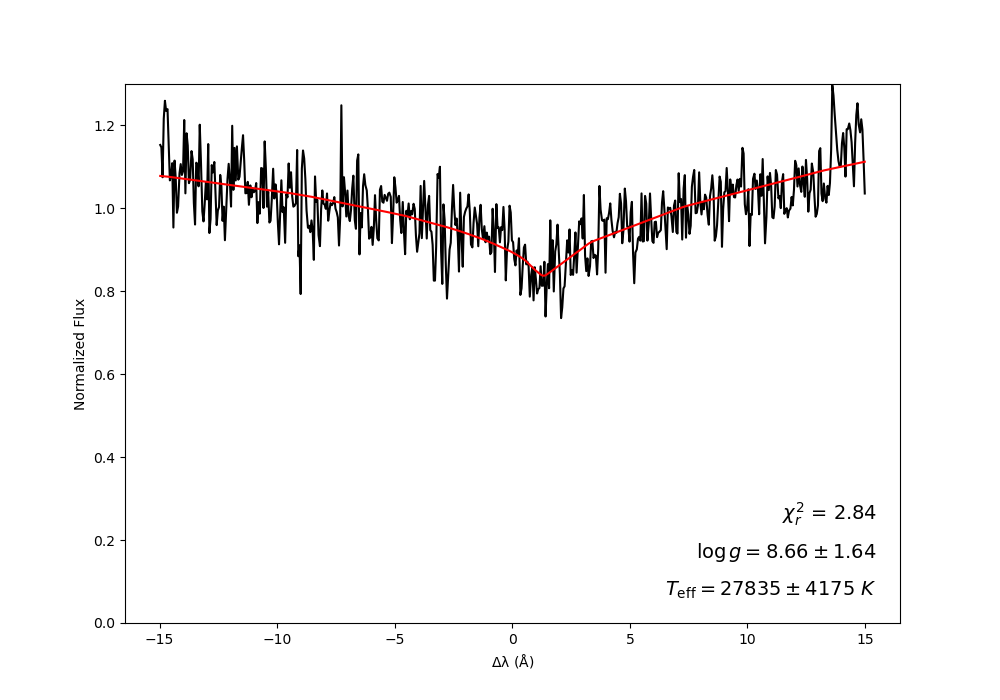 1.2
1.0
0.8
0.6
0.4
0.2
0.0
Normalized Flux
χ²ᵣ = 2.84
log g = 8.66 ± 1.64
T_eff = 27835 ± 4175 K
−15 −10 −5 0 5 10 15
Δλ (Å)